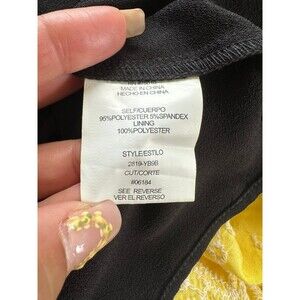 MADE IN CHINA
HECHO EN CHINA
SELF/CUERPO
95%POLYESTER 5%SPANDEX
LINING
100%POLYESTER
STYLE/ESTILO
2819-YB9B
CUT/CORTE
#06184
SEE REVERSE
VER EL REVERSO